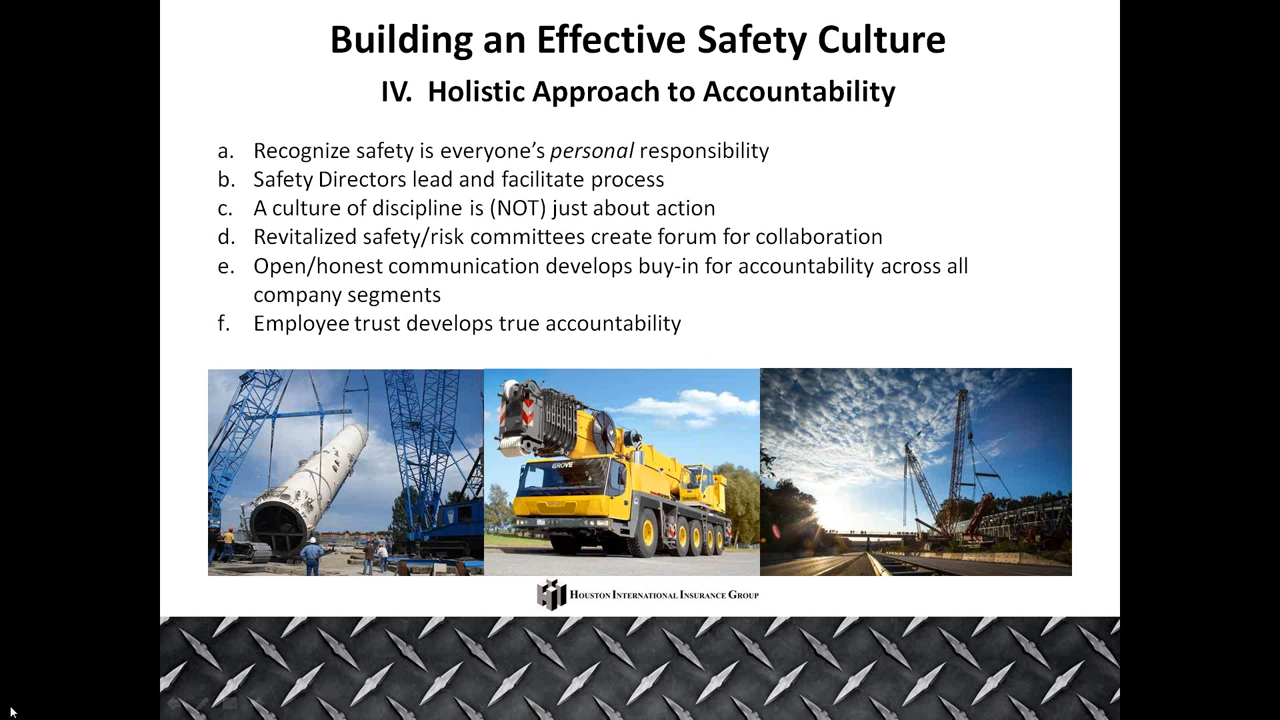 Building an Effective Safety Culture
IV. Holistic Approach to Accountability
a. Recognize safety is everyone's personal responsibility
b. Safety Directors lead and facilitate process
c. A culture of discipline is (NOT) just about action
d. Revitalized safety/risk committees create forum for collaboration
e. Open/honest communication develops buy-in for accountability across all
company segments
f. Employee trust develops true accountability
GROVE
HOUSTON INTERNATIONAL INSURANCE GROUP